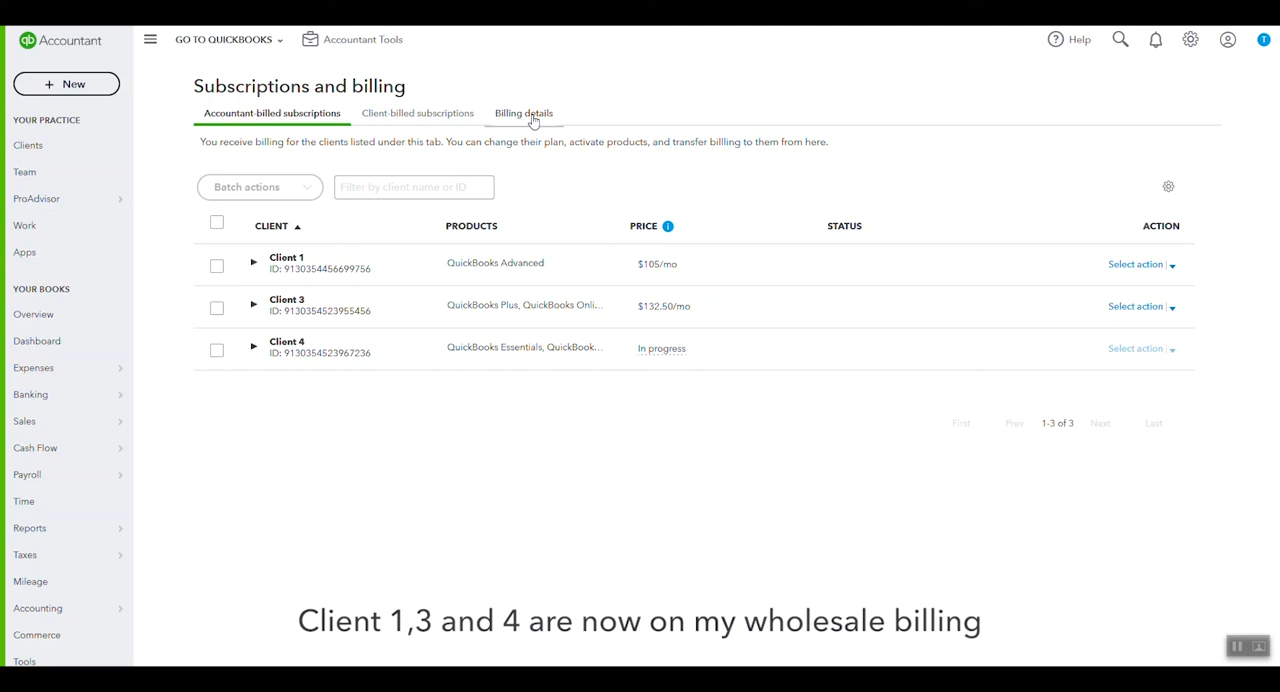 qb Accountant
GO TO QUICKBOOKS
Accountant Tools
? Help
T
+ New
YOUR PRACTICE
Clients
Team
ProAdvisor
Work
Apps
YOUR BOOKS
Overview
Dashboard
Expenses
Banking
Sales
Cash Flow
Payroll
Time
Reports
Taxes
Mileage
Accounting
Commerce
Tools
Subscriptions and billing
Accountant-billed subscriptions Client-billed subscriptions Billing details
You receive billing for the clients listed under this tab. You can change their plan, activate products, and transfer billling to them from here.
Batch actions Filter by client name or ID
CLIENT PRODUCTS PRICE i STATUS ACTION
Client 1
ID: 9130354456699756
QuickBooks Advanced $105/mo Select action
Client 3
ID: 9130354523955456
QuickBooks Plus, QuickBooks Onli... $132.50/mo Select action
Client 4
ID: 9130354523967236
QuickBooks Essentials, QuickBook... In progress Select action
First Prev 1-3 of 3 Next Last
Client 1,3 and 4 are now on my wholesale billing